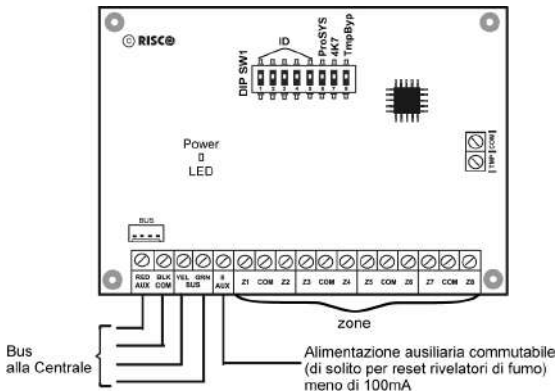 © RISCO
ID
ProSYS
4K7
TmpByp
DIP SW1
1 2 3 4 5 6 7 8
Power
LED
COM
TMP
BUS
RED AUX
BLK COM
YEL GRN
BUS
S AUX
Z1 COM Z2 Z3 COM Z4 Z5 COM Z6 Z7 COM Z8
zone
Bus
alla Centrale
Alimentazione ausiliaria commutabile
(di solito per reset rivelatori di fumo)
meno di 100mA